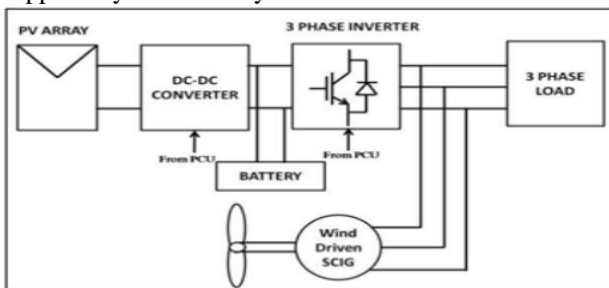 3 PHASE INVERTER
PV ARRAY
DC-DC
CONVERTER
3 PHASE
LOAD
From PCU
From PCU
BATTERY
Wind
Driven
SCIG